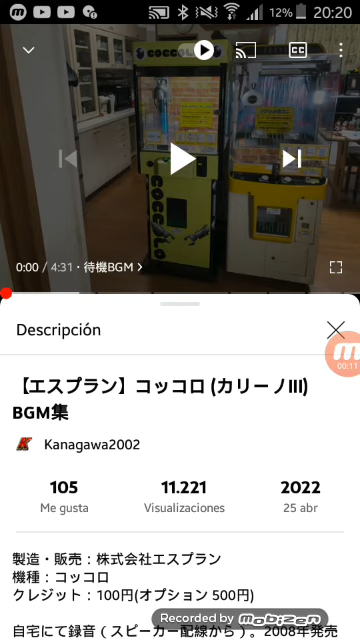 12% 20:20
COCCOLO
CC
COCCOLO
0:00 / 4:31・待機BGM
Descripción
00:11
【エスプラン】コッコロ (カリーノIII)
BGM集
K Kanagawa2002
105 11.221 2022
Me gusta Visualizaciones 25 abr
製造・販売：株式会社エスプラン
機種：コッコロ
クレジット：100円(オプション 500円)
Recorded by Mobizen
自宅にて録音（スピーカー配線から）。2008年発売